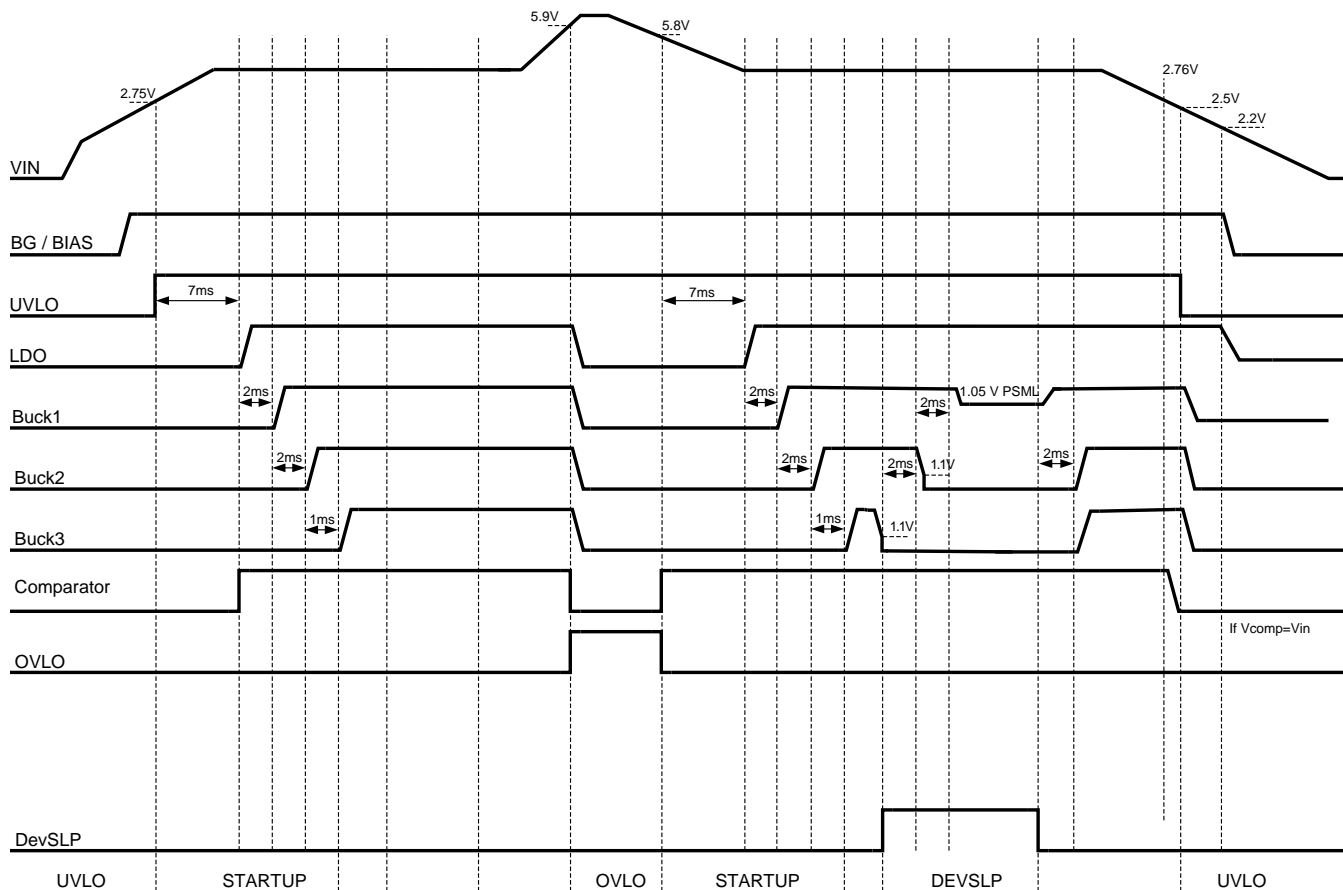 5.9V
5.8V
2.76V
2.75V
2.5V
2.2V
VIN
BG / BIAS
7ms
7ms
UVLO
LDO
2ms
2ms
1.05 V PSML
2ms
Buck1
2ms
2ms
2ms
1.1V
2ms
Buck2
1ms
1ms
1.1V
Buck3
Comparator
If Vcomp=Vin
OVLO
DevSLP
UVLO STARTUP OVLO STARTUP DEVSLP UVLO